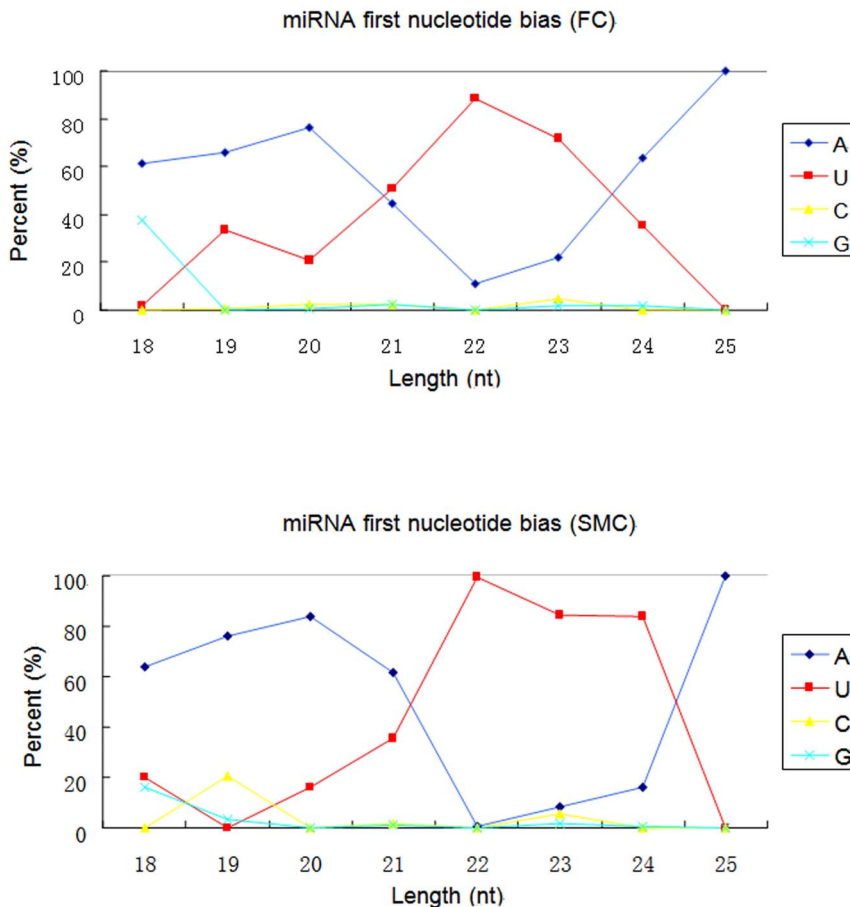 miRNA first nucleotide bias (FC)
100
80
60
40
20
0
Percent (%)
18 19 20 21 22 23 24 25
Length (nt)
A
U
C
G
miRNA first nucleotide bias (SMC)
100
80
60
40
20
0
Percent (%)
18 19 20 21 22 23 24 25
Length (nt)
A
U
C
G